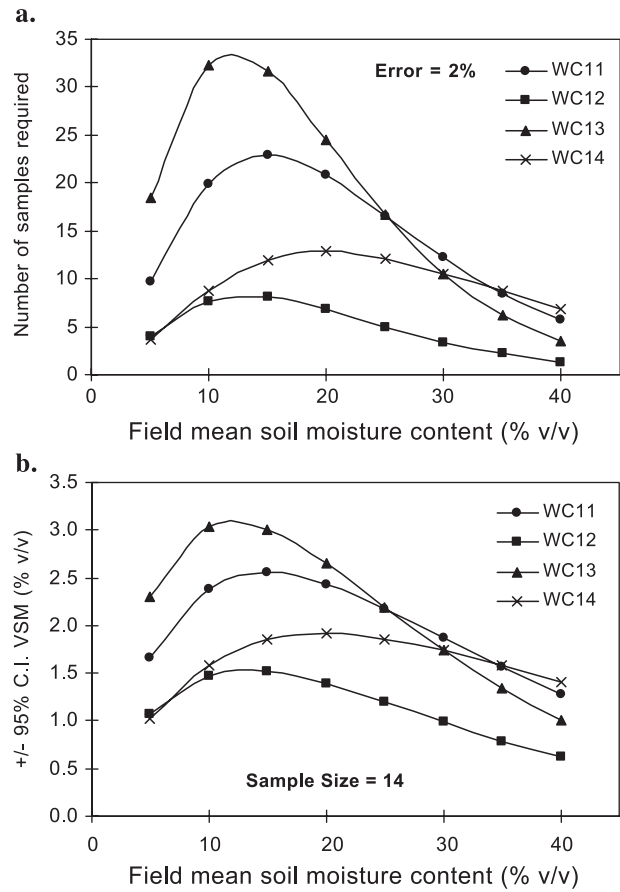 a.
Number of samples required
35
30
25
20
15
10
5
0
0 10 20 30 40
Error = 2%
WC11
WC12
WC13
WC14
Field mean soil moisture content (% v/v)
b.
+/- 95% C.I. VSM (% v/v)
3.5
3.0
2.5
2.0
1.5
1.0
0.5
0.0
0 10 20 30 40
WC11
WC12
WC13
WC14
Sample Size = 14
Field mean soil moisture content (% v/v)